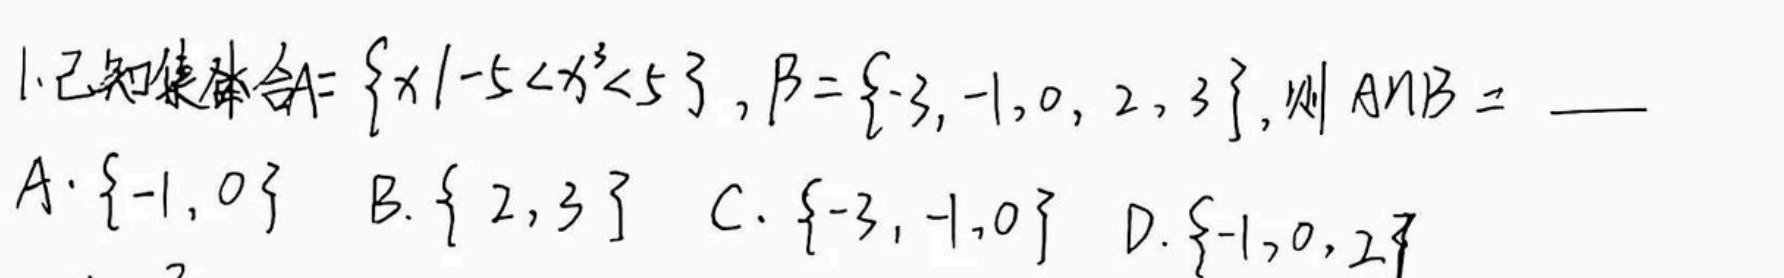 1.已知集合A={x|-5<x³<5},B={-3,-1,0,2,3},则A∩B=___
A.{-1,0} B.{2,3} C.{-3,-1,0} D.{-1,0,2}